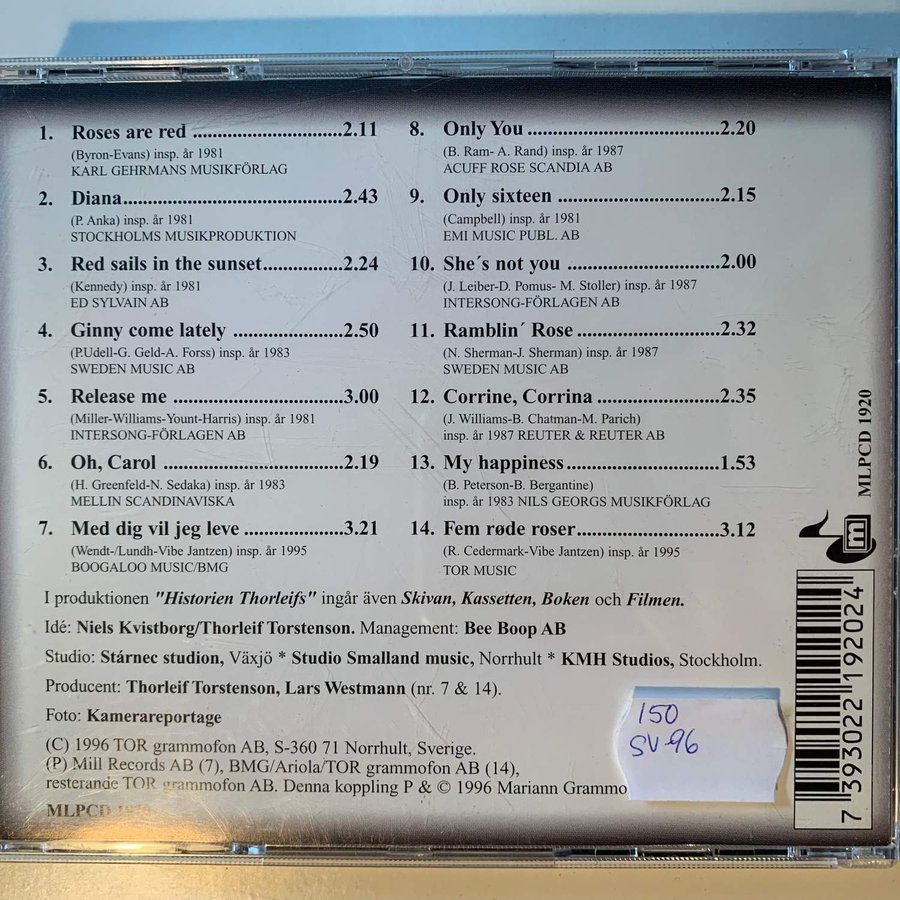 1. Roses are red ..............................2.11
(Byron-Evans) insp. år 1981
KARL GEHRMANS MUSIKFÖRLAG
2. Diana............................................2.43
(P. Anka) insp. år 1981
STOCKHOLMS MUSIKPRODUKTION
3. Red sails in the sunset................2.24
(Kennedy) insp. år 1981
ED SYLVAIN AB
4. Ginny come lately .......................2.50
(P.Udell-G. Geld-A. Forss) insp. år 1983
SWEDEN MUSIC AB
5. Release me ..................................3.00
(Miller-Williams-Yount-Harris) insp. år 1981
INTERSONG-FÖRLAGEN AB
6. Oh, Carol ....................................2.19
(H. Greenfeld-N. Sedaka) insp. år 1983
MELLIN SCANDINAVISKA
7. Med dig vil jeg leve ....................3.21
(Wendt-/Lundh-Vibe Jantzen) insp. år 1995
BOOGALOO MUSIC/BMG
8. Only You ......................................2.20
(B. Ram- A. Rand) insp. år 1987
ACUFF ROSE SCANDIA AB
9. Only sixteen ................................2.15
(Campbell) insp. år 1981
EMI MUSIC PUBL. AB
10. She´s not you ..............................2.00
(J. Leiber-D. Pomus- M. Stoller) insp. år 1987
INTERSONG-FÖRLAGEN AB
11. Ramblin´ Rose ............................2.32
(N. Sherman-J. Sherman) insp. år 1987
SWEDEN MUSIC AB
12. Corrine, Corrina .........................2.35
(J. Williams-B. Chatman-M. Parich)
insp. år 1987 REUTER & REUTER AB
13. My happiness ..............................1.53
(B. Peterson-B. Bergantine)
insp. år 1983 NILS GEORGS MUSIKFÖRLAG
14. Fem røde roser............................3.12
(R. Cedermark-Vibe Jantzen) insp. år 1995
TOR MUSIC
I produktionen "Historien Thorleifs" ingår även Skivan, Kassetten, Boken och Filmen.
Idé: Niels Kvistborg/Thorleif Torstenson. Management: Bee Boop AB
Studio: Stárnec studion, Växjö * Studio Smalland music, Norrhult * KMH Studios, Stockholm.
Producent: Thorleif Torstenson, Lars Westmann (nr. 7 & 14).
Foto: Kamerareportage
(C) 1996 TOR grammofon AB, S-360 71 Norrhult, Sverige.
(P) Mill Records AB (7), BMG/Ariola/TOR grammofon AB (14),
resterande TOR grammofon AB. Denna koppling P & © 1996 Mariann Grammo
MLPCD 1920
150
SV-96
MLPCD 1920
m
7 393022 192024